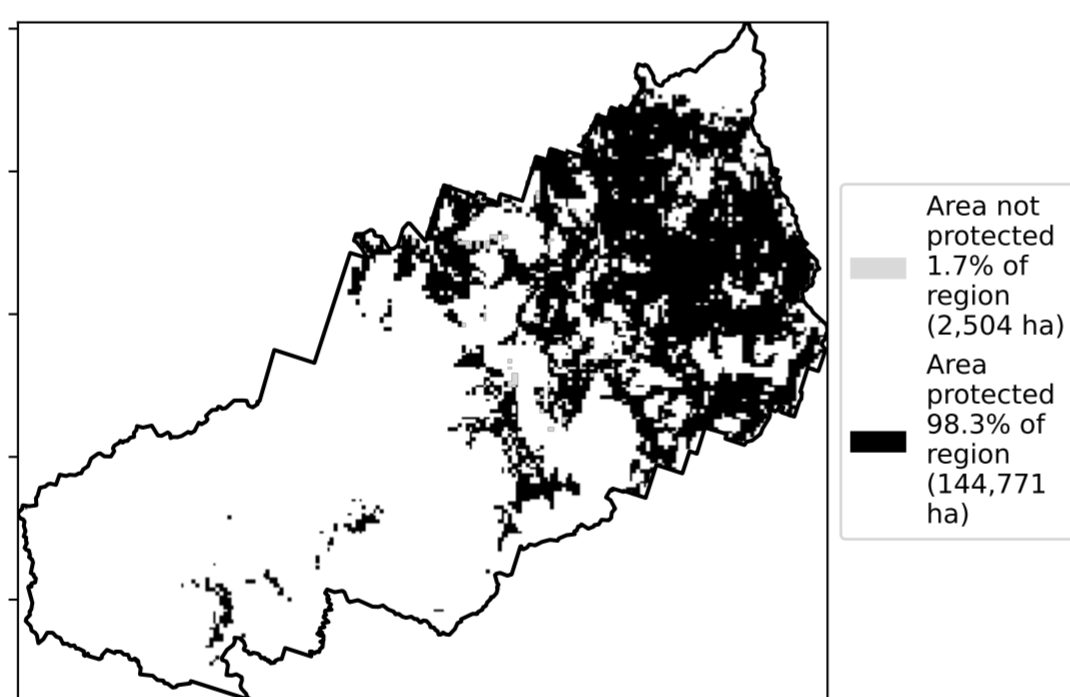 Area not
protected
1.7% of
region
(2,504 ha)
Area
protected
98.3% of
region
(144,771
ha)